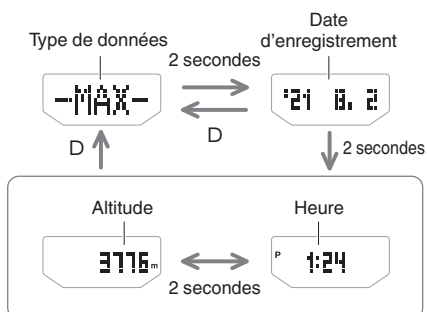 Type de données
Date
d'enregistrement
2 secondes
-MAX-
'21 8. 2
D
D
2 secondes
Altitude
Heure
3776m
P 1:24
2 secondes